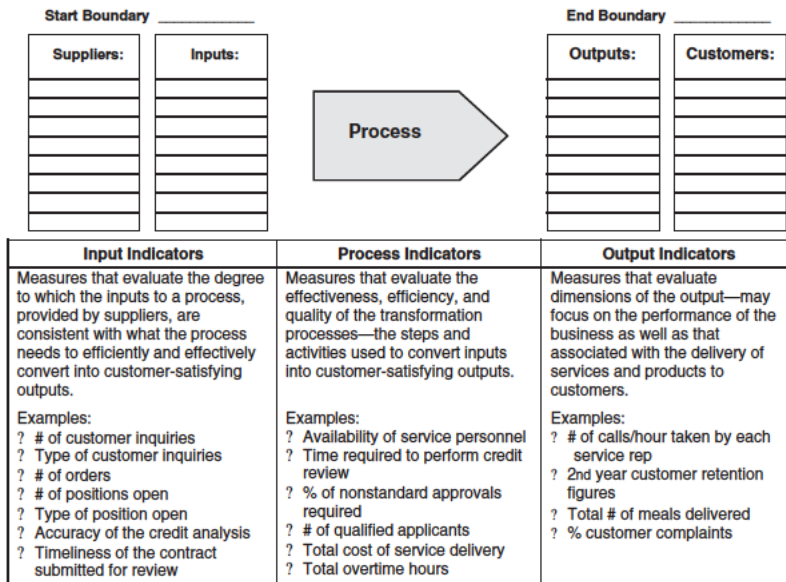 Start Boundary ____________
End Boundary ____________
Suppliers:
Inputs:
Process
Outputs:
Customers:
Input Indicators
Measures that evaluate the degree
to which the inputs to a process,
provided by suppliers, are
consistent with what the process
needs to efficiently and effectively
convert into customer-satisfying
outputs.
Examples:
? # of customer inquiries
? Type of customer inquiries
? # of orders
? # of positions open
? Type of position open
? Accuracy of the credit analysis
? Timeliness of the contract
submitted for review
Process Indicators
Measures that evaluate the
effectiveness, efficiency, and
quality of the transformation
processes—the steps and
activities used to convert inputs
into customer-satisfying outputs.
Examples:
? Availability of service personnel
? Time required to perform credit
review
? % of nonstandard approvals
required
? # of qualified applicants
? Total cost of service delivery
? Total overtime hours
Output Indicators
Measures that evaluate
dimensions of the output—may
focus on the performance of the
business as well as that
associated with the delivery of
services and products to
customers.
Examples:
? # of calls/hour taken by each
service rep
? 2nd year customer retention
figures
? Total # of meals delivered
? % customer complaints